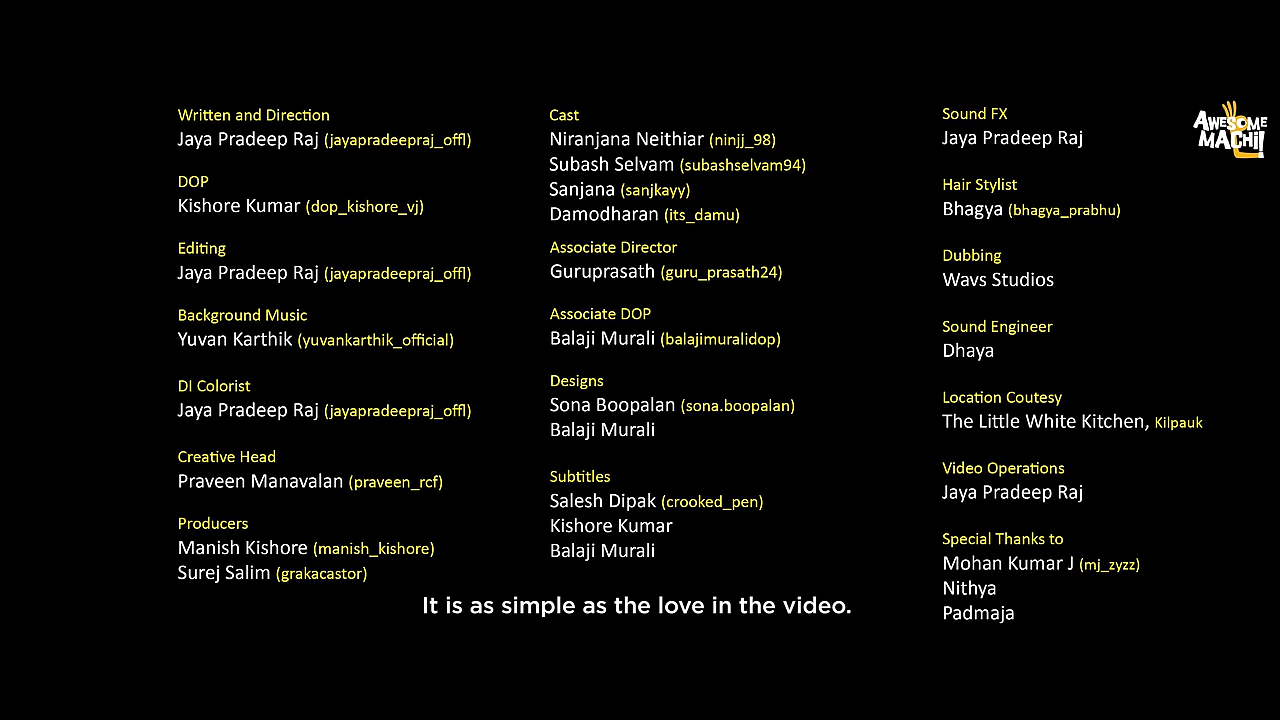 Written and Direction
Jaya Pradeep Raj (jayapradeepraj_offl)
DOP
Kishore Kumar (dop_kishore_vj)
Editing
Jaya Pradeep Raj (jayapradeepraj_offl)
Background Music
Yuvan Karthik (yuvankarthik_official)
DI Colorist
Jaya Pradeep Raj (jayapradeepraj_offl)
Creative Head
Praveen Manavalan (praveen_rcf)
Producers
Manish Kishore (manish_kishore)
Surej Salim (grakacastor)
Cast
Niranjana Neithiar (ninjj_98)
Subash Selvam (subashselvam94)
Sanjana (sanjkayy)
Damodharan (its_damu)
Associate Director
Guruprasath (guru_prasath24)
Associate DOP
Balaji Murali (balajimuralidop)
Designs
Sona Boopalan (sona.boopalan)
Balaji Murali
Subtitles
Salesh Dipak (crooked_pen)
Kishore Kumar
Balaji Murali
Sound FX
Jaya Pradeep Raj
Hair Stylist
Bhagya (bhagya_prabhu)
Dubbing
Wavs Studios
Sound Engineer
Dhaya
Location Coutesy
The Little White Kitchen, Kilpauk
Video Operations
Jaya Pradeep Raj
Special Thanks to
Mohan Kumar J (mj_zyzz)
Nithya
Padmaja
AWESOME
MACHI!
It is as simple as the love in the video.